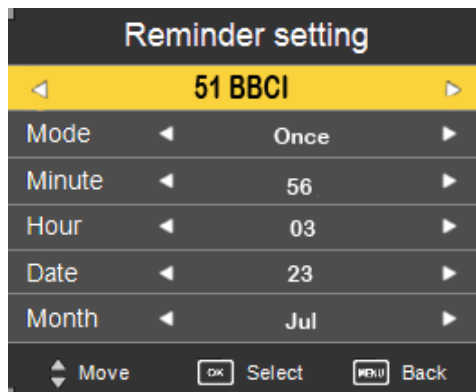 Reminder setting
51 BBCI
Mode Once
Minute 56
Hour 03
Date 23
Month Jul
Move OK Select MENU Back